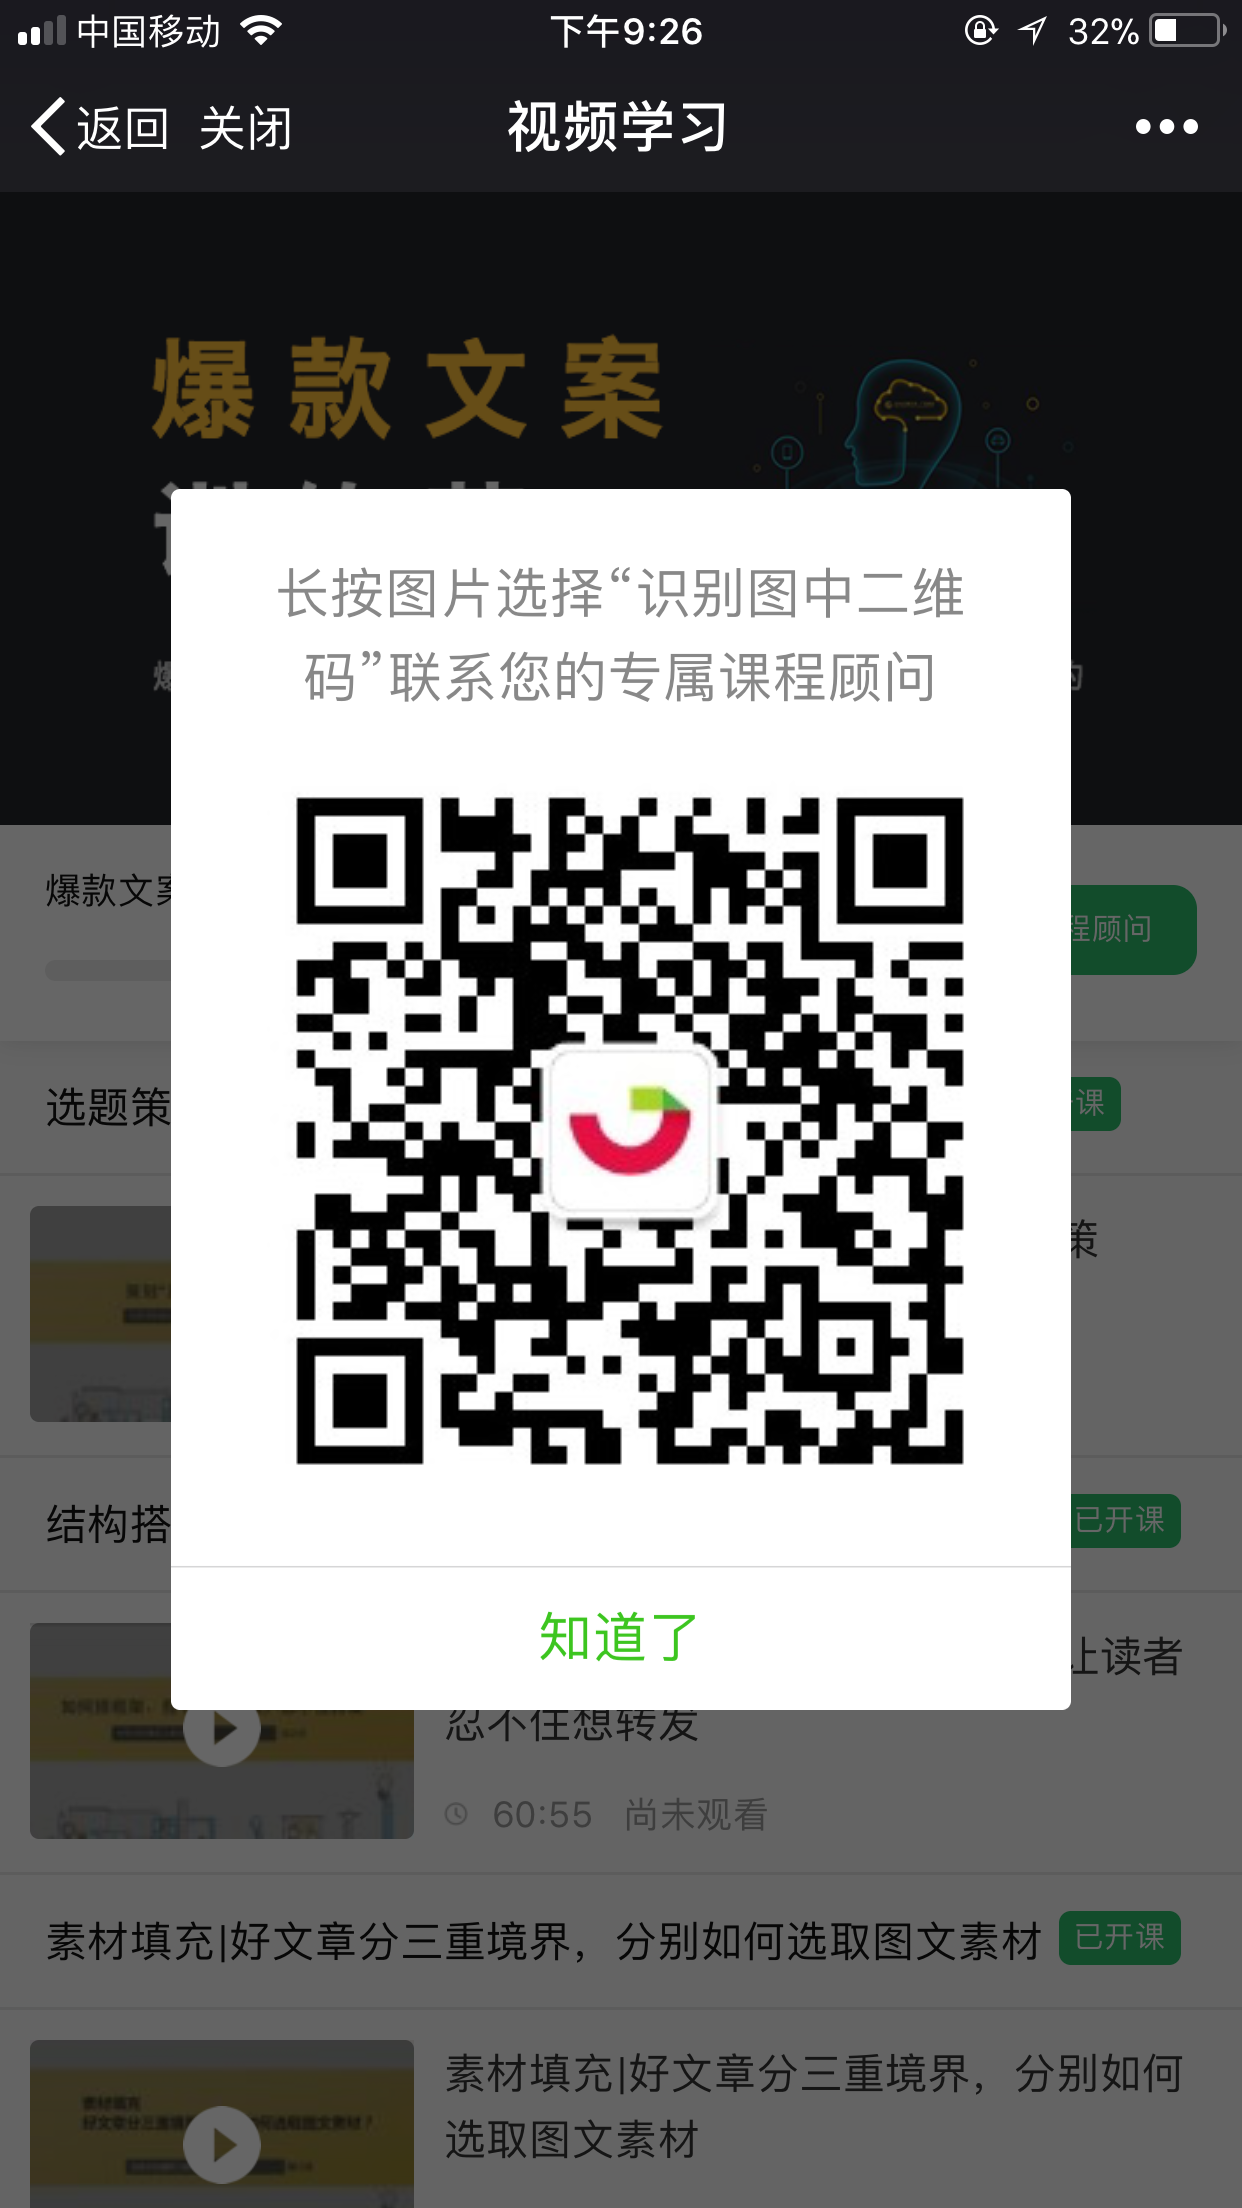 中国移动 下午9:26 32%
返回 关闭 视频学习
爆款文案
长按图片选择“识别图中二维
码”联系您的专属课程顾问
爆款文案
程顾问
选题策
课
策
结构搭
已开课
知道了
让读者
忍不住想转发
60:55 尚未观看
素材填充|好文章分三重境界，分别如何选取图文素材 已开课
素材填充|好文章分三重境界，分别如何
选取图文素材
素材填充